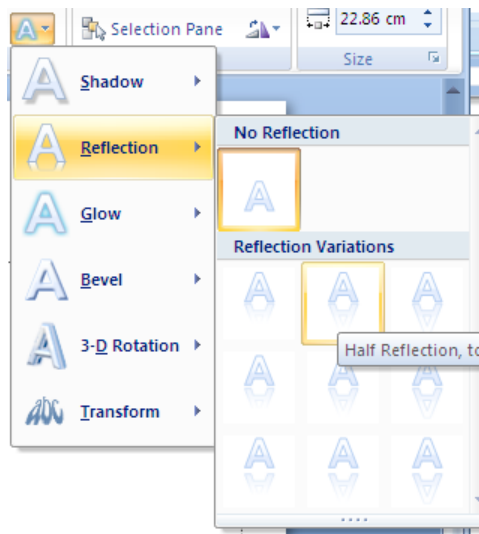 Selection Pane
22.86 cm
Size
Shadow
Reflection
Glow
Bevel
3-D Rotation
Transform
No Reflection
Reflection Variations
Half Reflection, to